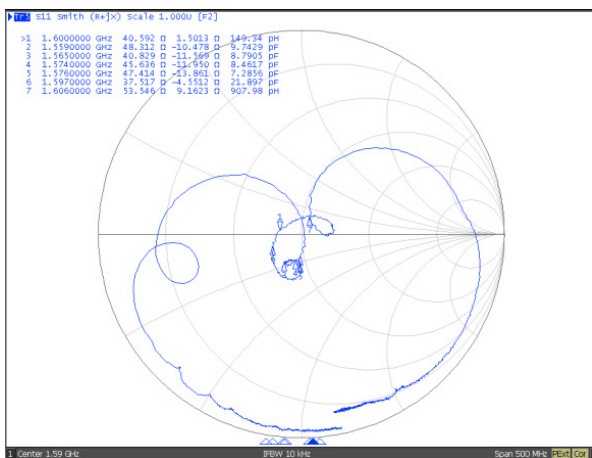 Tr3 S11 Smith (R+jX) Scale 1.000U [F2]
>1 1.6000000 GHz 40.592 Ω 1.5013 Ω 149.34 pH
2 1.5590000 GHz 48.312 Ω -10.478 Ω 9.7429 pF
3 1.5650000 GHz 40.829 Ω -11.569 Ω 8.7905 pF
4 1.5740000 GHz 45.636 Ω -11.950 Ω 8.4617 pF
5 1.5760000 GHz 47.414 Ω -13.861 Ω 7.2856 pF
6 1.5970000 GHz 37.517 Ω -4.5512 Ω 21.897 pF
7 1.6060000 GHz 53.546 Ω 9.1623 Ω 907.98 pH
1 Center 1.59 GHz IFBW 10 kHz Span 500 MHz PExt Cor